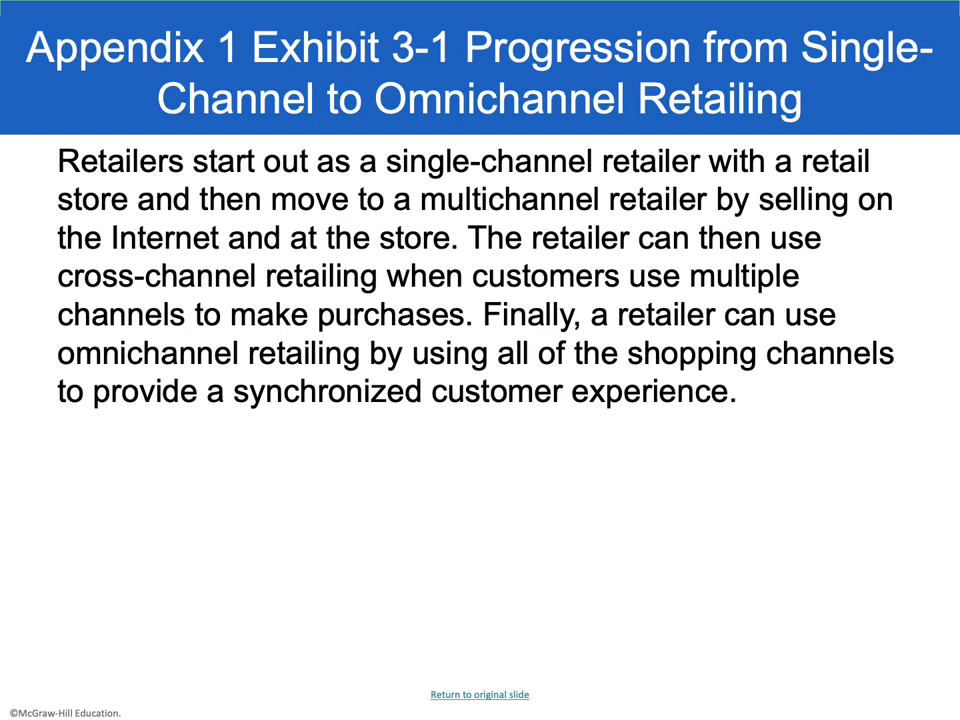 Appendix 1 Exhibit 3-1 Progression from Single-
Channel to Omnichannel Retailing
Retailers start out as a single-channel retailer with a retail
store and then move to a multichannel retailer by selling on
the Internet and at the store. The retailer can then use
cross-channel retailing when customers use multiple
channels to make purchases. Finally, a retailer can use
omnichannel retailing by using all of the shopping channels
to provide a synchronized customer experience.
Return to original slide
©McGraw-Hill Education.